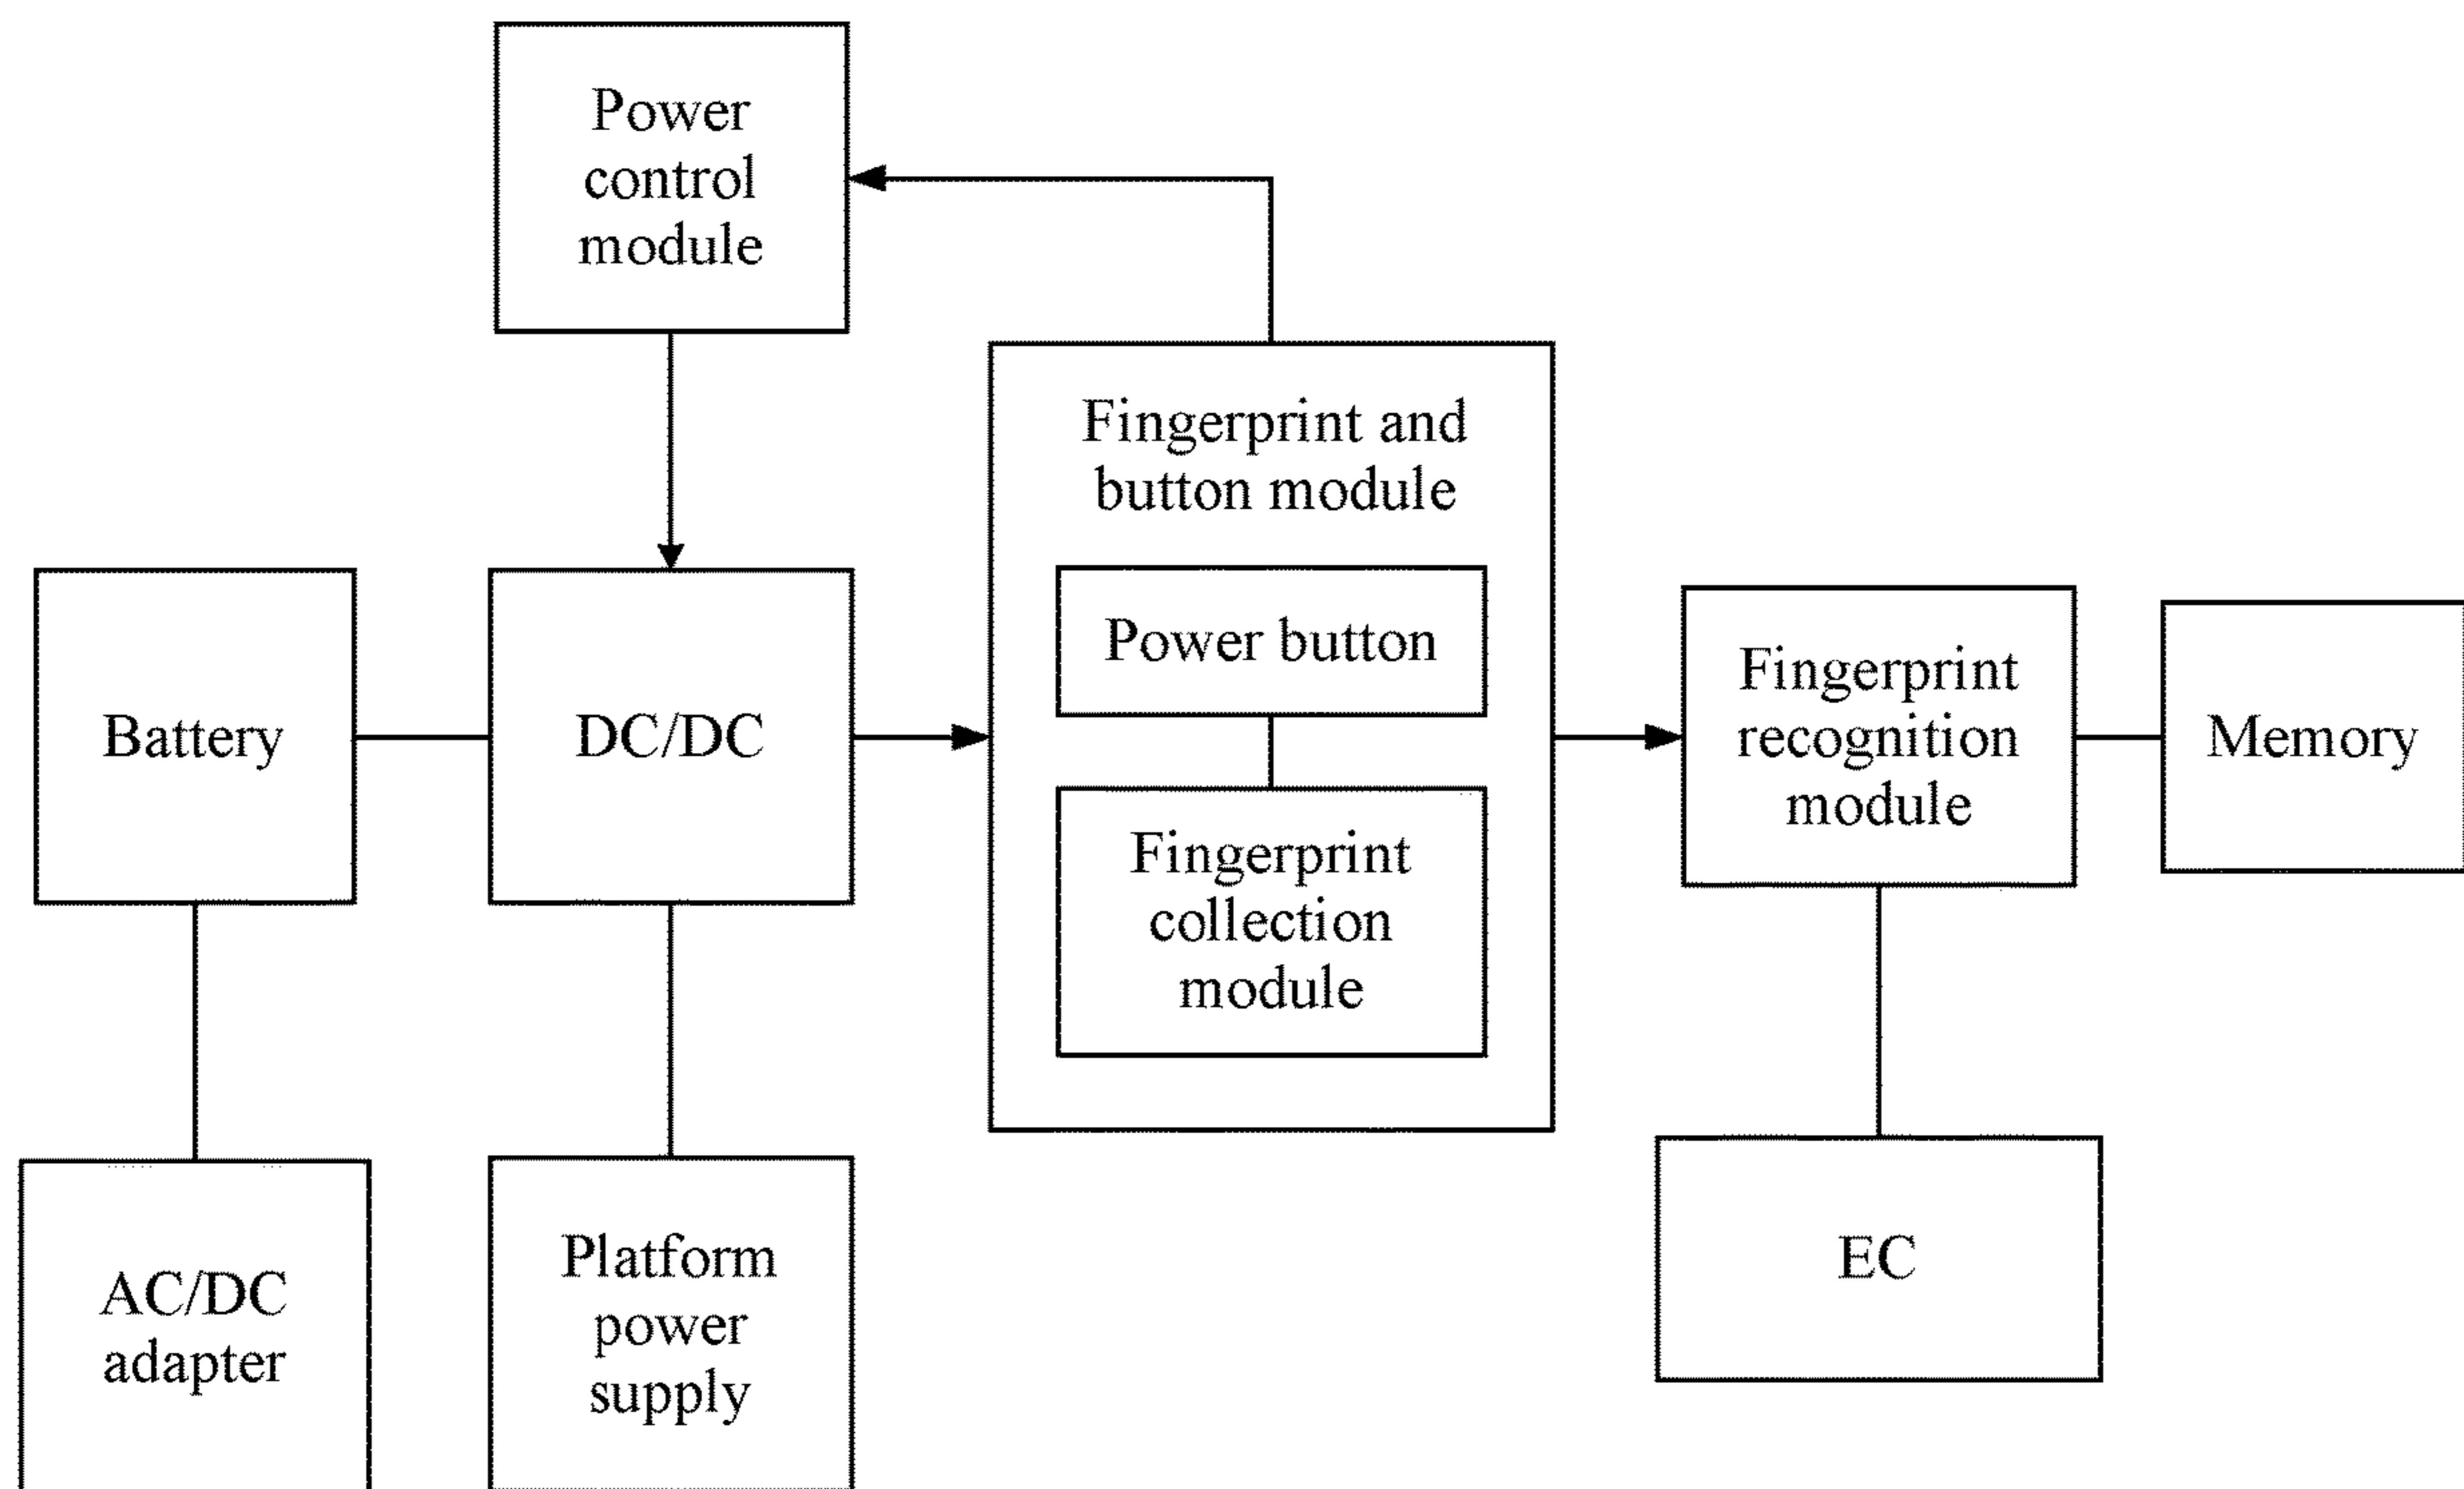 Power
control
module
Fingerprint and
button module
Power button
Fingerprint
collection
module
Battery
DC/DC
Fingerprint
recognition
module
Memory
AC/DC
adapter
Platform
power
supply
EC